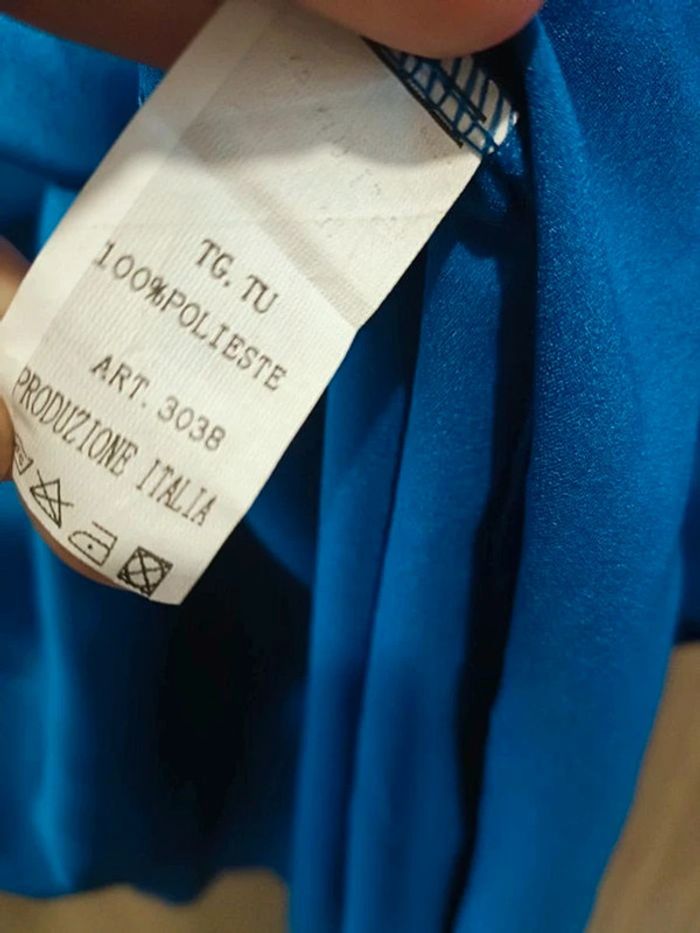 TG. TU
100%POLIESTE
ART. 3038
PRODUZIONE ITALIA